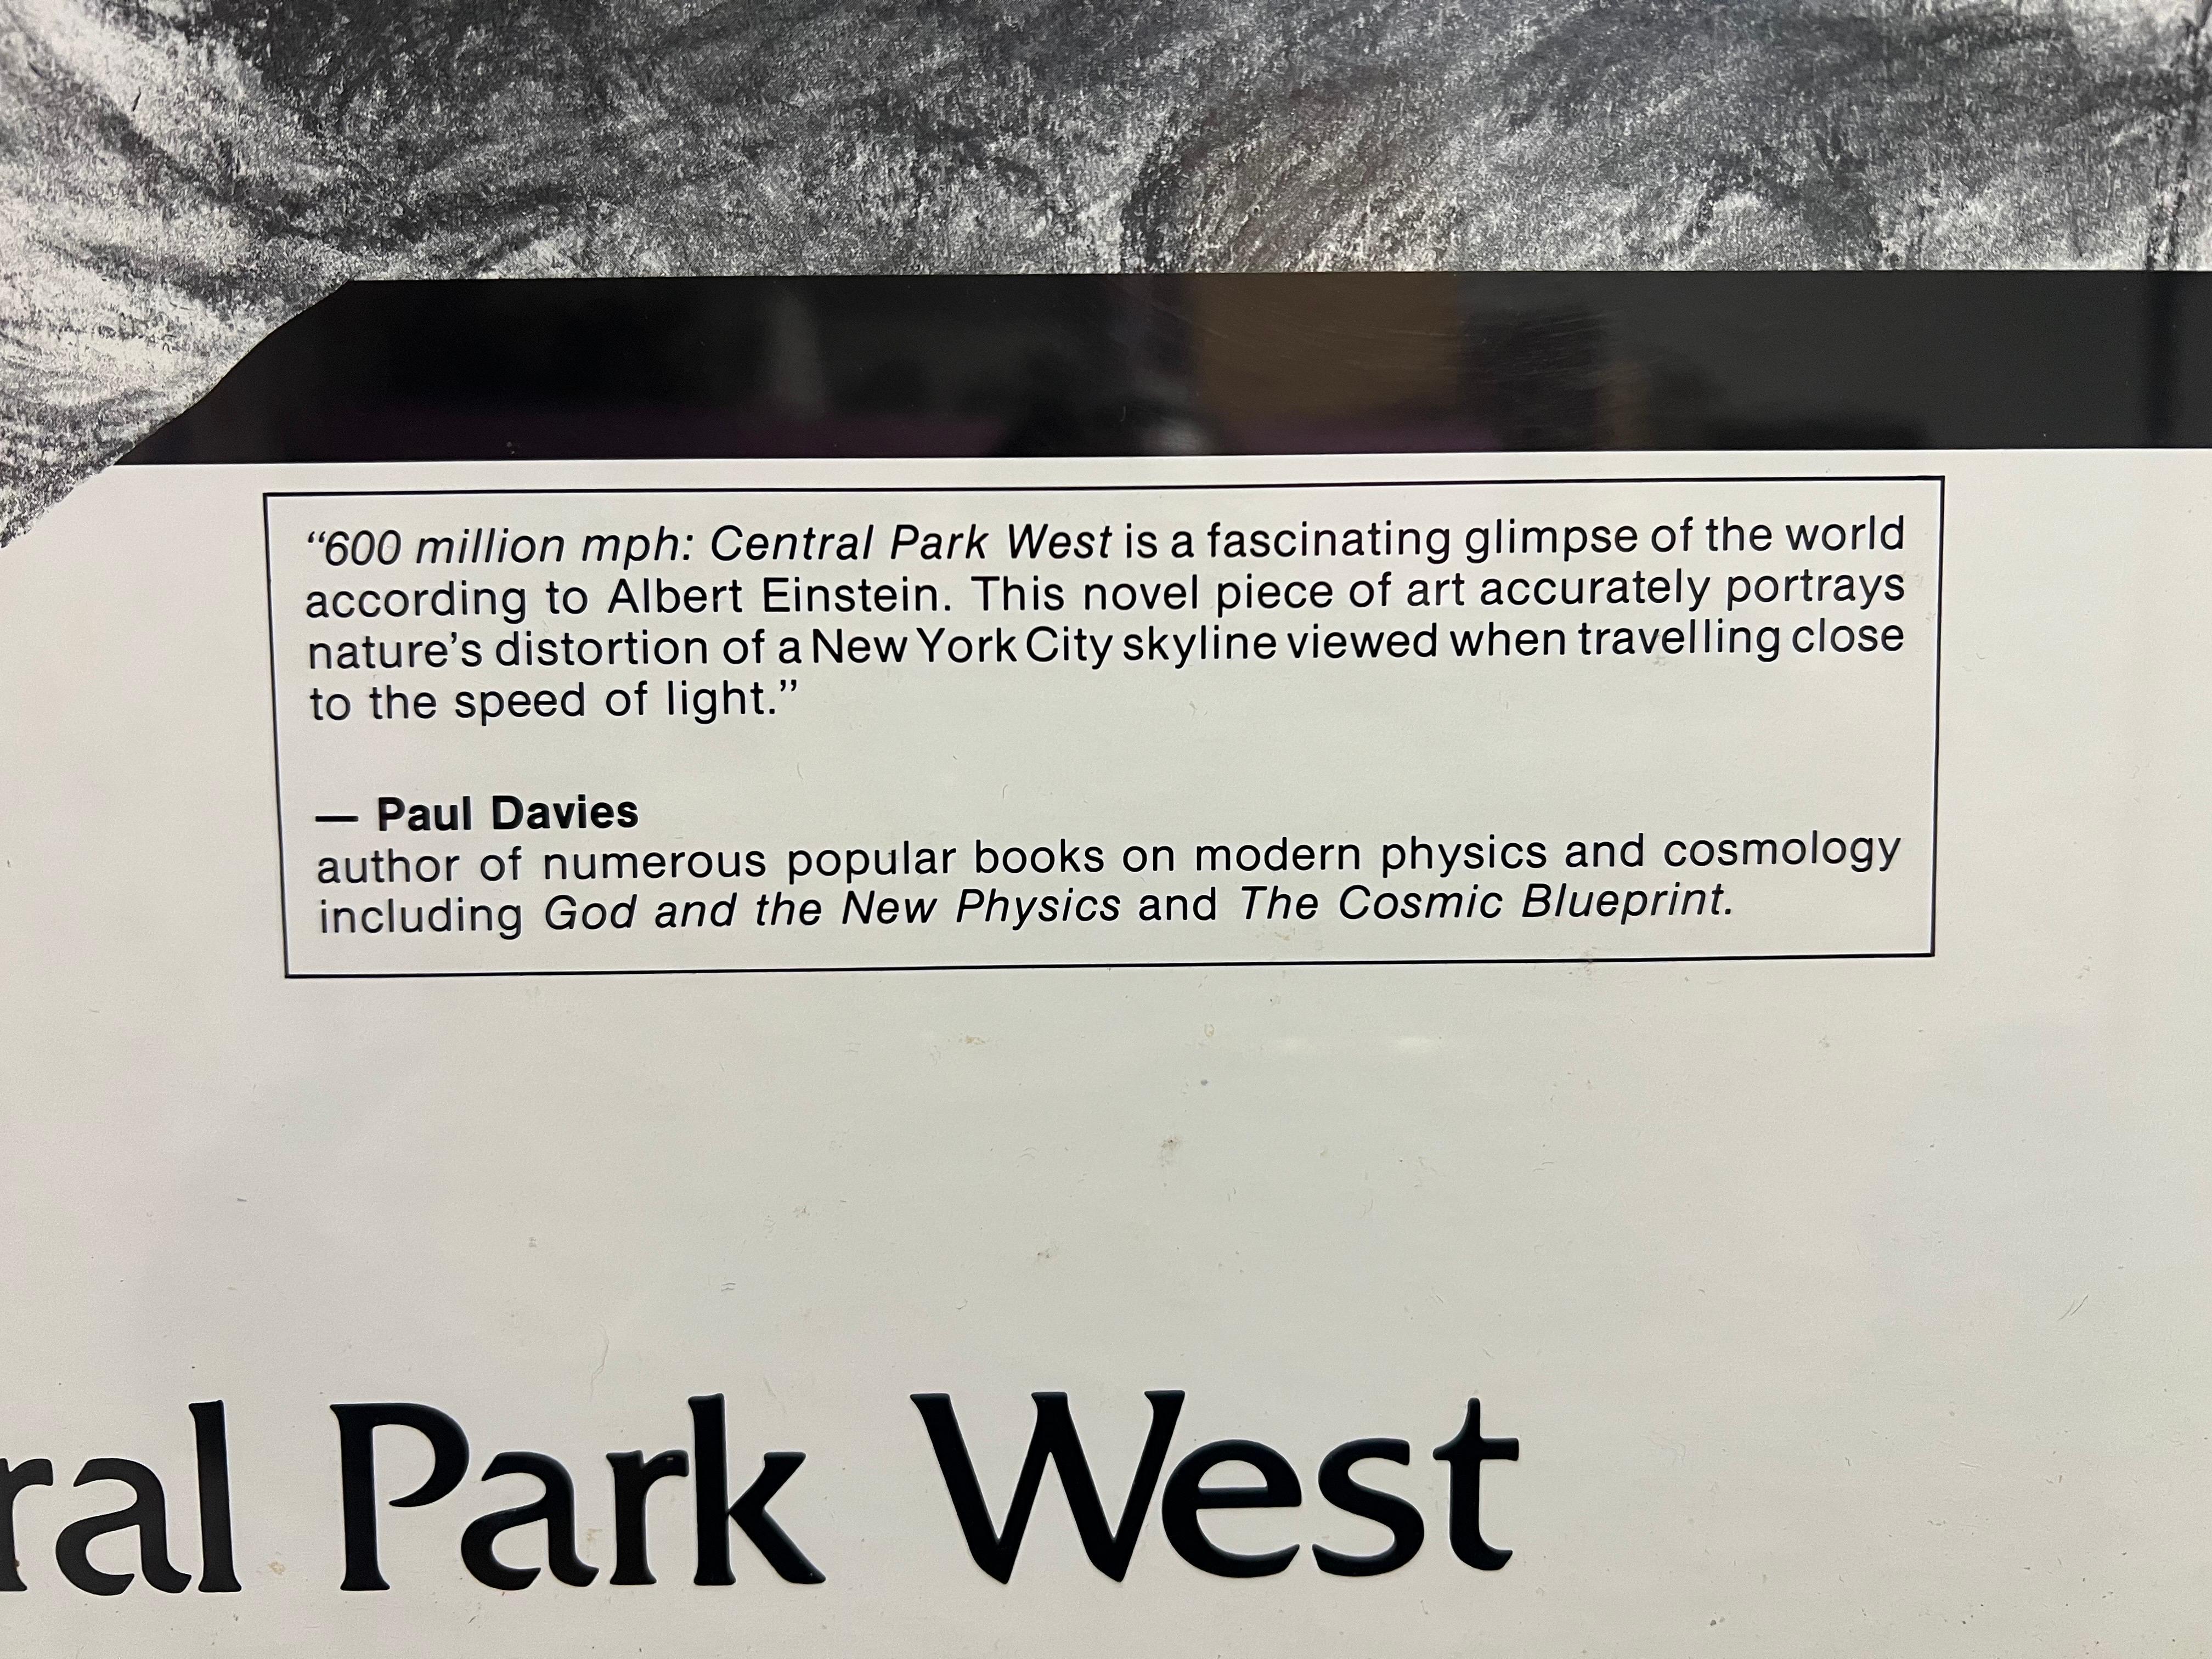 “600 million mph: Central Park West is a fascinating glimpse of the world
according to Albert Einstein. This novel piece of art accurately portrays
nature’s distortion of a New York City skyline viewed when travelling close
to the speed of light.”
— Paul Davies
author of numerous popular books on modern physics and cosmology
including God and the New Physics and The Cosmic Blueprint.
ral Park West